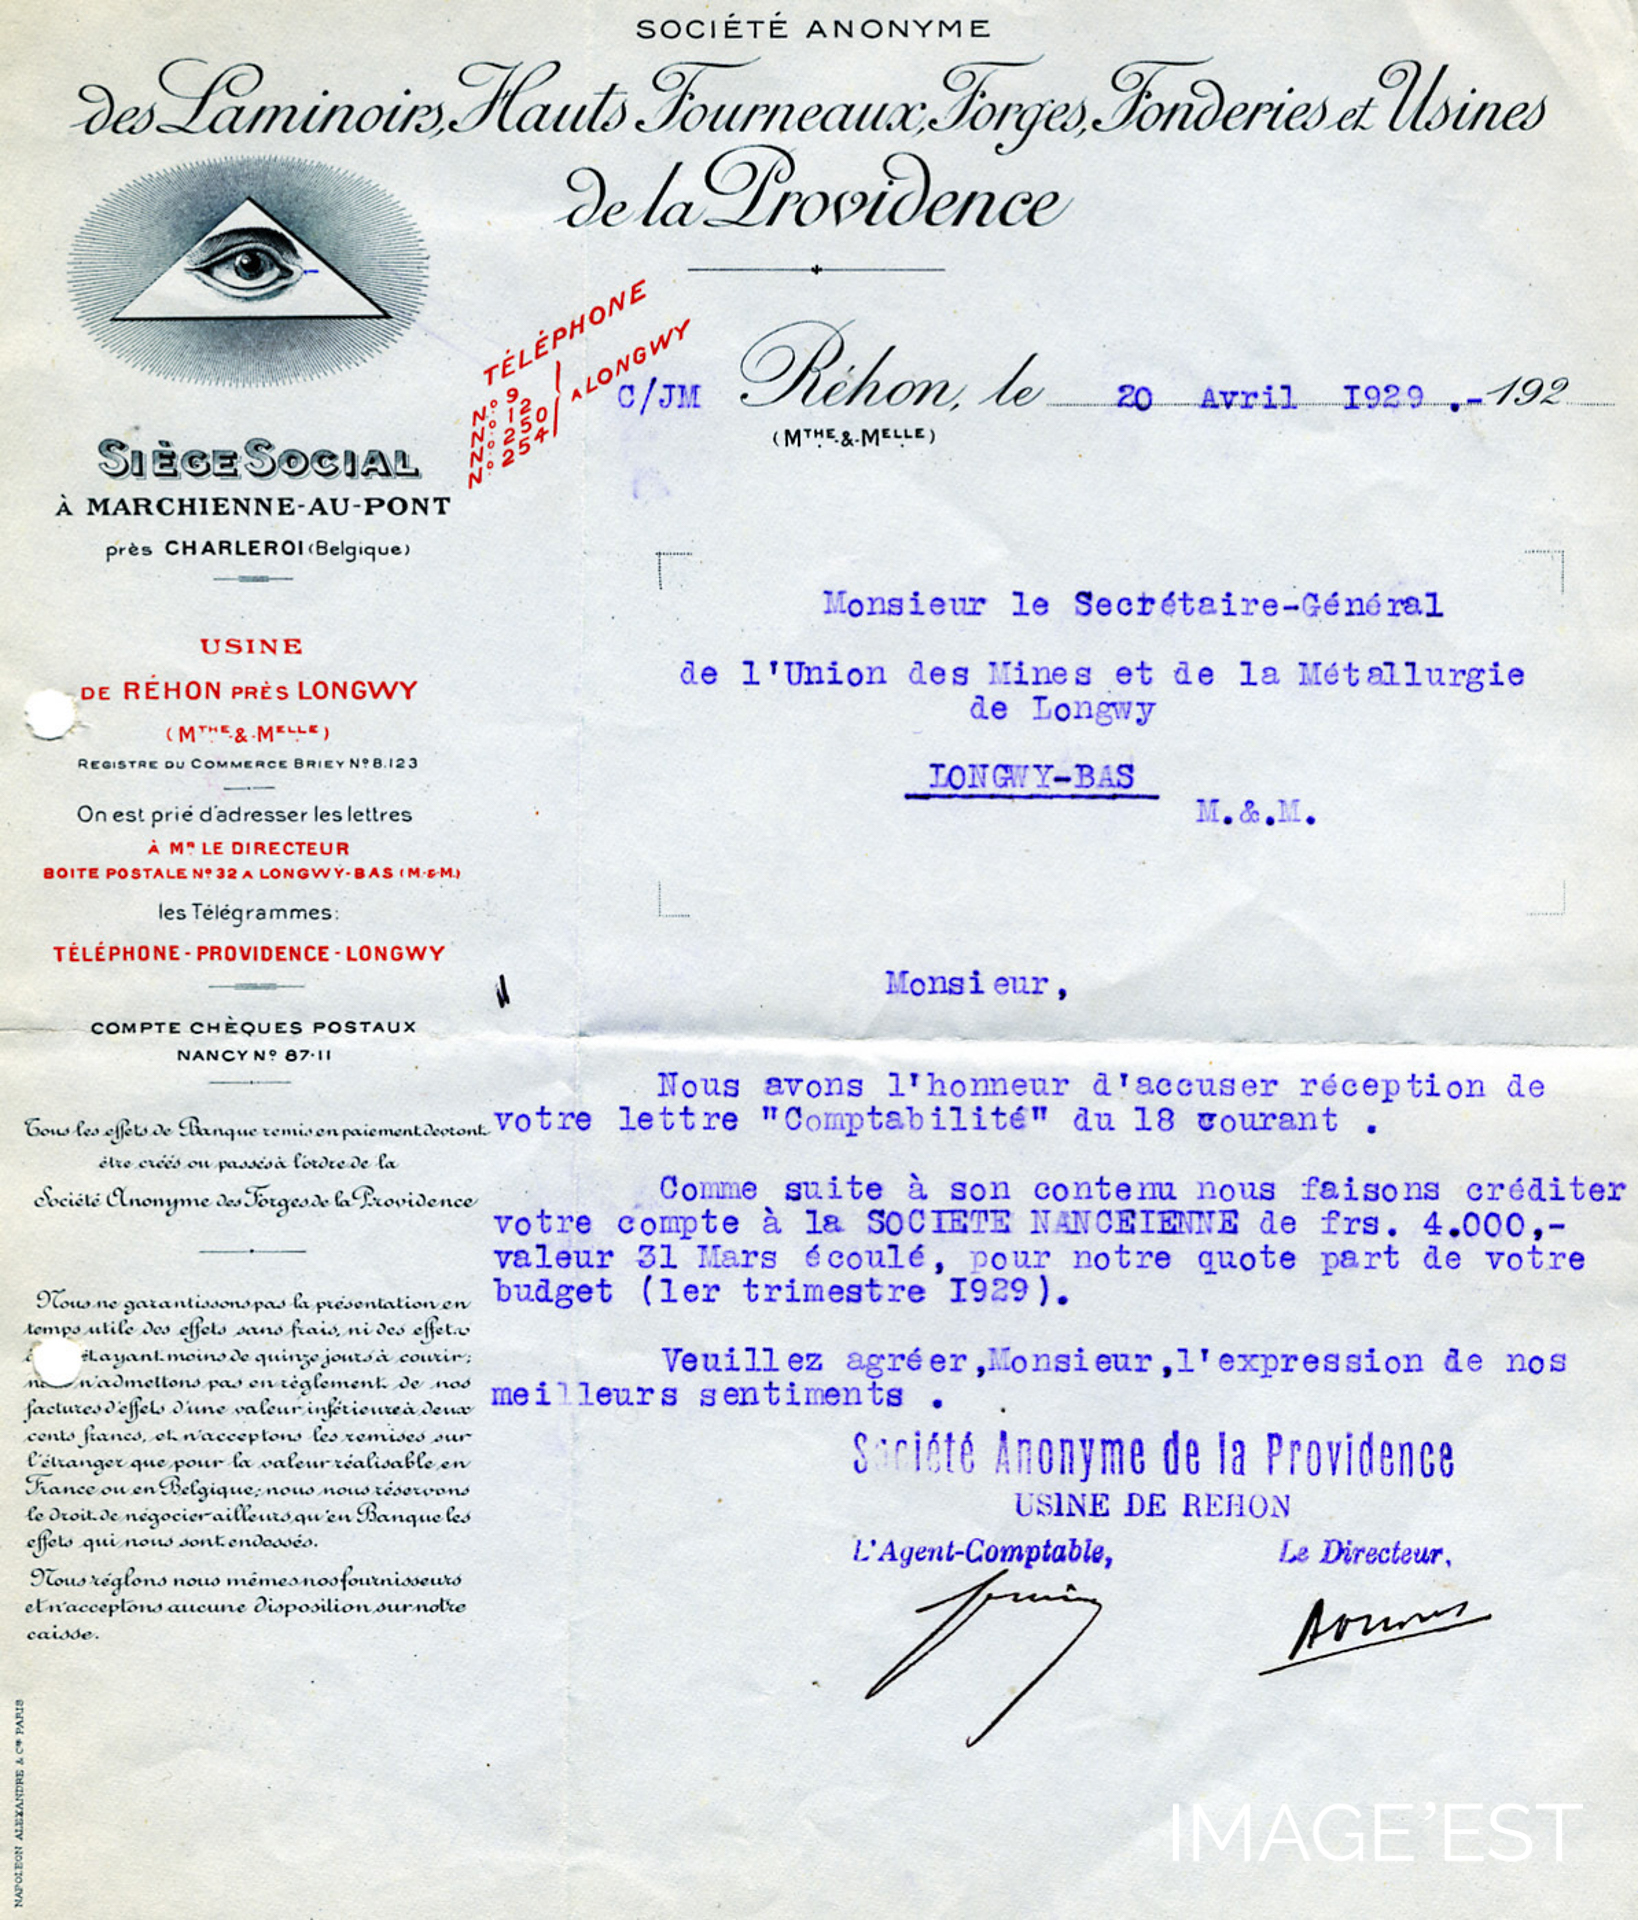 SOCIÉTÉ ANONYME
des Laminoirs, Hauts Fourneaux, Forges, Fonderies et Usines
de la Providence
TÉLÉPHONE
N.º 9
N.º 12
N.º 250
N.º 254
A LONGWY
C/JM
Réhon, le 20 Avril I929 .- 192
(MTHE & MELLE)
SIÈGE SOCIAL
À MARCHIENNE-AU-PONT
près CHARLEROI (Belgique)
USINE
DE RÉHON PRÈS LONGWY
(MTHE & MELLE)
REGISTRE DU COMMERCE BRIEY Nº 8.123
On est prié d'adresser les lettres
À MR LE DIRECTEUR
BOITE POSTALE Nº 32 A LONGWY-BAS (M.&M.)
les Télégrammes:
TÉLÉPHONE - PROVIDENCE - LONGWY
COMPTE CHÈQUES POSTAUX
NANCY Nº 87-11
Tous les effets de Banque remis en paiement devront
être créés ou passés à l'ordre de la
Société Anonyme des Forges de la Providence
Nous ne garantissons pas la présentation en
temps utile des effets sans frais, ni des effets
ayant moins de quinze jours à courir;
n'admettons pas en règlement de nos
factures d'effets d'une valeur inférieure à deux
cents francs, et n'acceptons les remises sur
l'étranger que pour la valeur réalisable en
France ou en Belgique; nous nous réservons
le droit de négocier ailleurs qu'en Banque les
effets qui nous sont endossés.
Nous réglons nous mêmes nos fournisseurs
et n'acceptons aucune disposition sur notre
caisse.
NAPOLEON ALEXANDRE & Cie PARIS
Monsieur le Secrétaire-Général
de l'Union des Mines et de la Métallurgie
de Longwy
LONGWY-BAS
M.&.M.
Monsieur,
Nous avons l'honneur d'accuser réception de
votre lettre "Comptabilité" du 18 courant .
Comme suite à son contenu nous faisons créditer
votre compte à la SOCIETE NANCEIENNE de frs. 4.000,-
valeur 31 Mars écoulé, pour notre quote part de votre
budget (1er trimestre I929).
Veuillez agréer,Monsieur,l'expression de nos
meilleurs sentiments .
Société Anonyme de la Providence
USINE DE REHON
L'Agent-Comptable,
Le Directeur,
IMAGE'EST